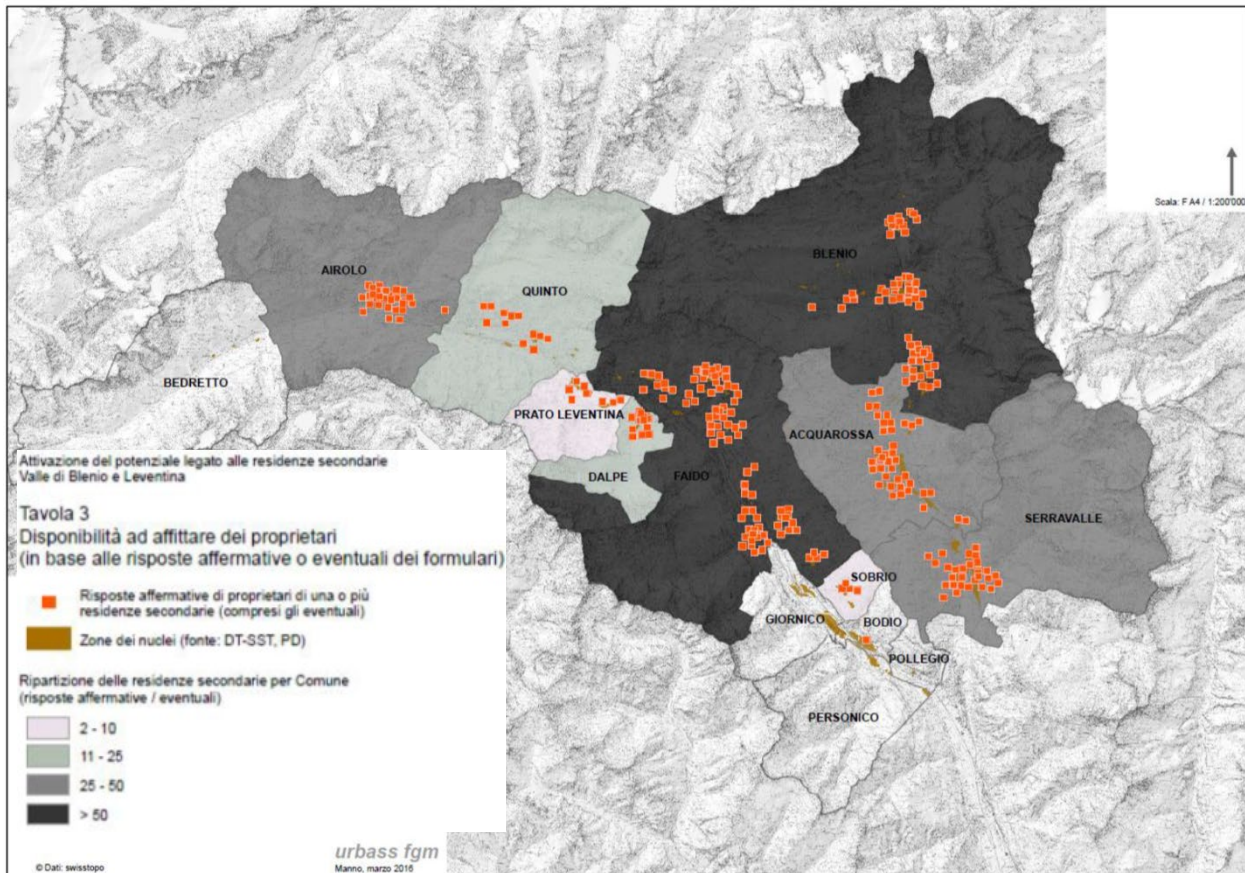 Scala: F A4 / 1:200'000
BLENIO
AIROLO
QUINTO
BEDRETTO
PRATO LEVENTINA
ACQUAROSSA
DALPE
FAIDO
SERRAVALLE
SOBRIO
GIORNICO
BODIO
POLLEGIO
PERSONICO
Attivazione del potenziale legato alle residenze secondarie
Valle di Blenio e Leventina
Tavola 3
Disponibilità ad affittare dei proprietari
(in base alle risposte affermative o eventuali dei formulari)
Risposte affermative di proprietari di una o più
residenze secondarie (compresi gli eventuali)
Zone dei nuclei (fonte: DT-SST, PD)
Ripartizione delle residenze secondarie per Comune
(risposte affermative / eventuali)
2 - 10
11 - 25
25 - 50
> 50
urbass fgm
Manno, marzo 2016
© Dati: swisstopo